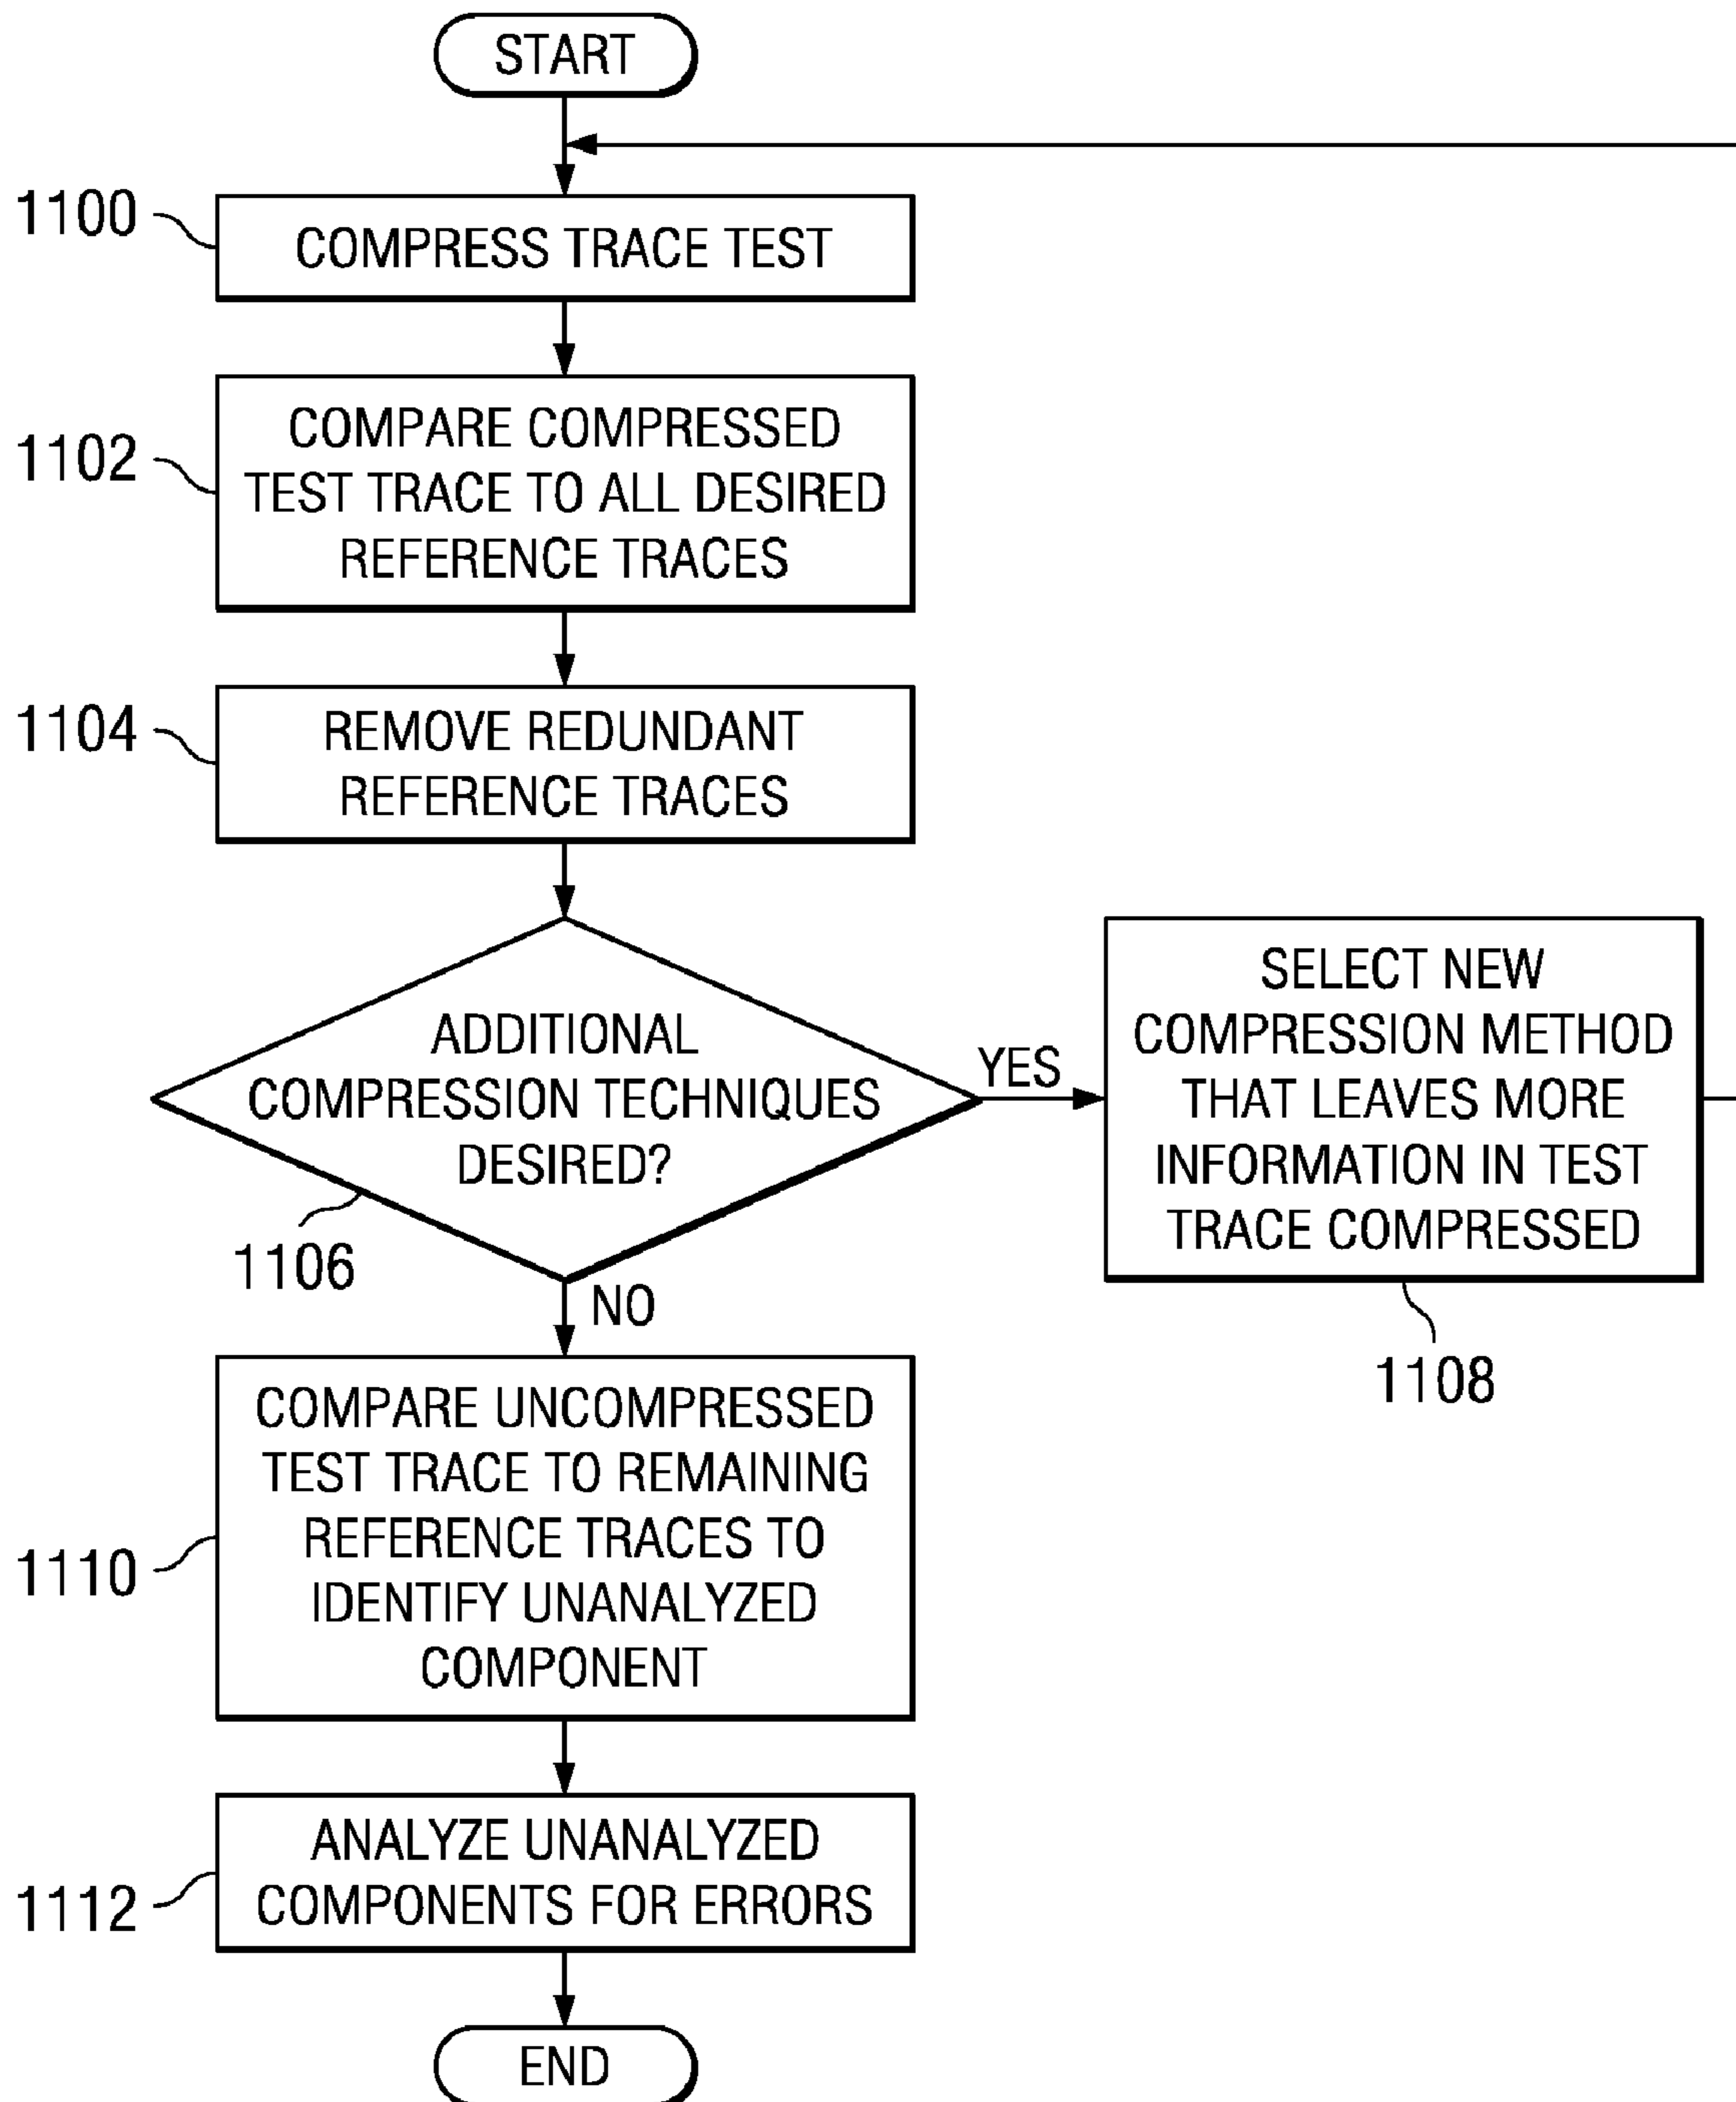 START
1100
COMPRESS TRACE TEST
1102
COMPARE COMPRESSED
TEST TRACE TO ALL DESIRED
REFERENCE TRACES
1104
REMOVE REDUNDANT
REFERENCE TRACES
ADDITIONAL
COMPRESSION TECHNIQUES
DESIRED?
1106
YES
SELECT NEW
COMPRESSION METHOD
THAT LEAVES MORE
INFORMATION IN TEST
TRACE COMPRESSED
1108
NO
1110
COMPARE UNCOMPRESSED
TEST TRACE TO REMAINING
REFERENCE TRACES TO
IDENTIFY UNANALYZED
COMPONENT
1112
ANALYZE UNANALYZED
COMPONENTS FOR ERRORS
END